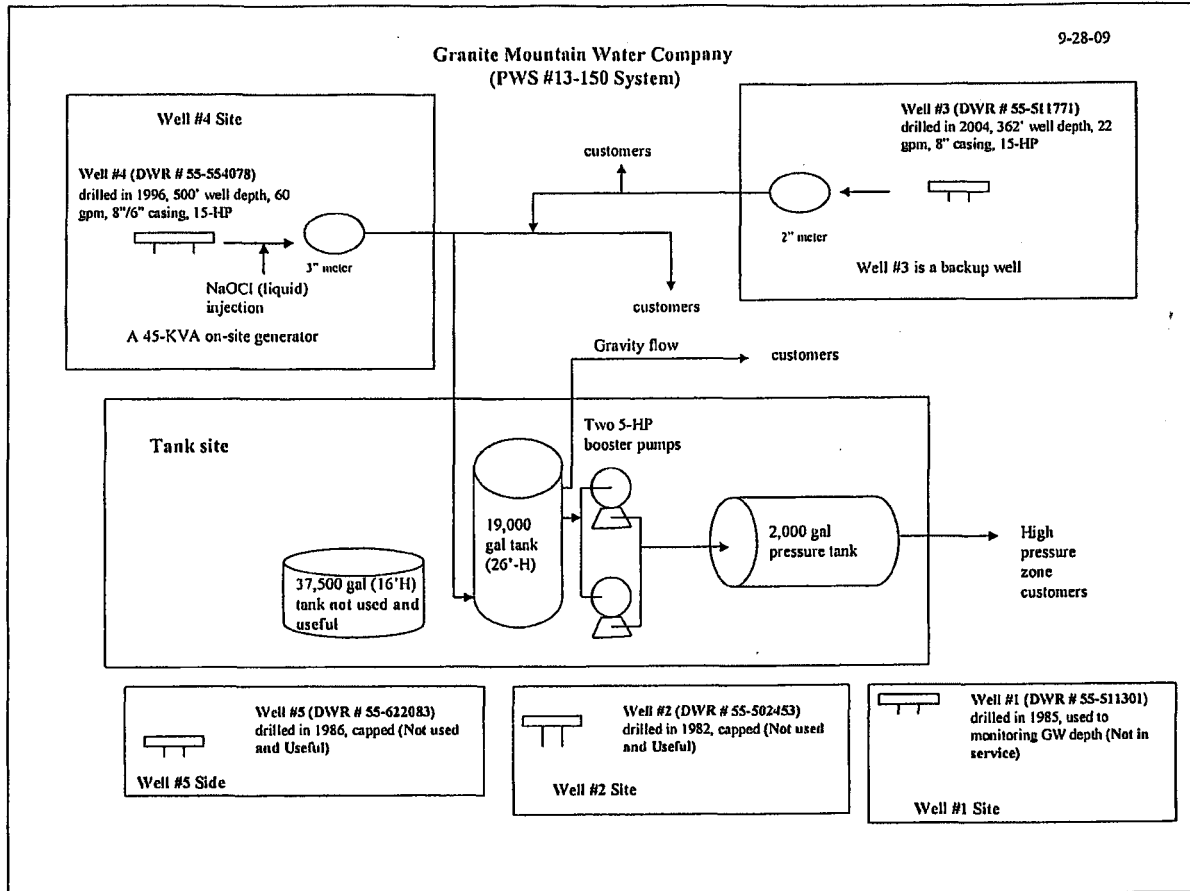 9-28-09
Granite Mountain Water Company
(PWS #13-150 System)
Well #4 Site
Well #4 (DWR # 55-554078)
drilled in 1996, 500' well depth, 60
gpm, 8"/6" casing, 15-HP
3" meter
NaOCl (liquid)
injection
A 45-KVA on-site generator
customers
customers
Well #3 (DWR # 55-511771)
drilled in 2004, 362' well depth, 22
gpm, 8" casing, 15-HP
2" meter
Well #3 is a backup well
Gravity flow
customers
Tank site
Two 5-HP
booster pumps
19,000
gal tank
(26'-H)
37,500 gal (16'H)
tank not used and
useful
2,000 gal
pressure tank
High
pressure
zone
customers
Well #5 (DWR # 55-622083)
drilled in 1986, capped (Not used
and Useful)
Well #5 Side
Well #2 (DWR # 55-502453)
drilled in 1982, capped (Not used
and Useful)
Well #2 Site
Well #1 (DWR # 55-511301)
drilled in 1985, used to
monitoring GW depth (Not in
service)
Well #1 Site